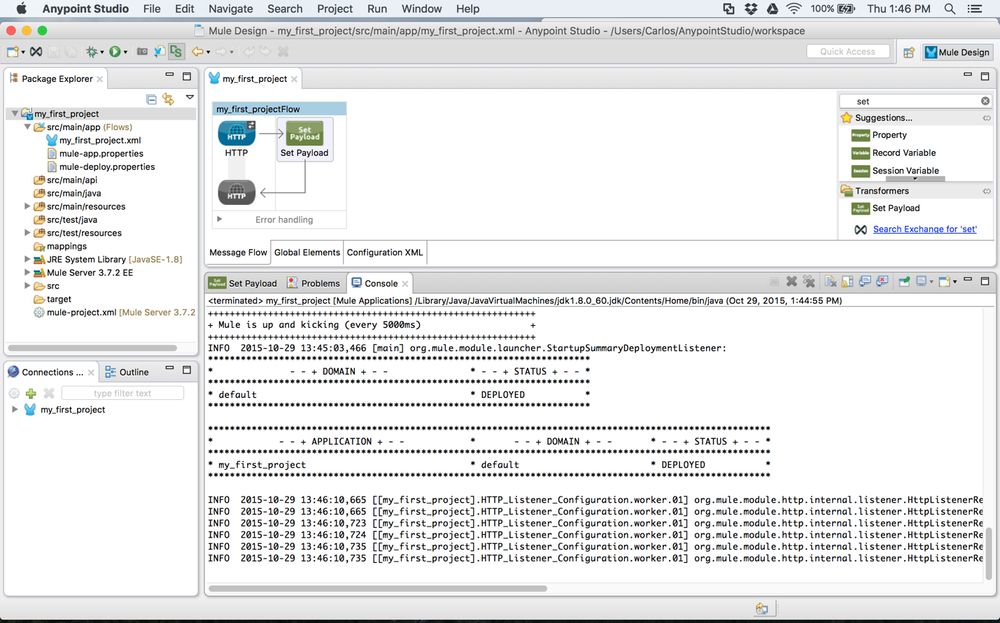 Anypoint Studio File Edit Navigate Search Project Run Window Help 100% Thu 1:46 PM
Mule Design - my_first_project/src/main/app/my_first_project.xml - Anypoint Studio - /Users/Carlos/AnypointStudio/workspace
Quick Access Mule Design
Package Explorer
my_first_project
src/main/app (Flows)
my_first_project.xml
mule-app.properties
mule-deploy.properties
src/main/api
src/main/java
src/main/resources
src/test/java
src/test/resources
mappings
JRE System Library [JavaSE-1.8]
Mule Server 3.7.2 EE
src
target
mule-project.xml [Mule Server 3.7.2
Connections ... Outline
type filter text
my_first_project
my_first_project
my_first_projectFlow
HTTP
Set Payload
HTTP
Set Payload
HTTP
Error handling
Message Flow Global Elements Configuration XML
set
Suggestions...
Property Property
Variable Record Variable
Session Session Variable
Transformers
Set Payload Set Payload
Search Exchange for 'set'
Set Payload Set Payload Problems Console
<terminated> my_first_project [Mule Applications] /Library/Java/JavaVirtualMachines/jdk1.8.0_60.jdk/Contents/Home/bin/java (Oct 29, 2015, 1:44:55 PM)
++++++++++++++++++++++++++++++++++++++++++++++++++++++++++++
+ Mule is up and kicking (every 5000ms) +
++++++++++++++++++++++++++++++++++++++++++++++++++++++++++++
INFO 2015-10-29 13:45:03,466 [main] org.mule.module.launcher.StartupSummaryDeploymentListener:
**********************************************************************
* - - + DOMAIN + - - * - - + STATUS + - - *
**********************************************************************
* default * DEPLOYED *
**********************************************************************
*******************************************************************************************************
* - - + APPLICATION + - - * - - + DOMAIN + - - * - - + STATUS + - - *
*******************************************************************************************************
* my_first_project * default * DEPLOYED *
*******************************************************************************************************
INFO 2015-10-29 13:46:10,665 [[my_first_project].HTTP_Listener_Configuration.worker.01] org.mule.module.http.internal.listener.HttpListenerRe
INFO 2015-10-29 13:46:10,665 [[my_first_project].HTTP_Listener_Configuration.worker.01] org.mule.module.http.internal.listener.HttpListenerRe
INFO 2015-10-29 13:46:10,723 [[my_first_project].HTTP_Listener_Configuration.worker.01] org.mule.module.http.internal.listener.HttpListenerRe
INFO 2015-10-29 13:46:10,724 [[my_first_project].HTTP_Listener_Configuration.worker.01] org.mule.module.http.internal.listener.HttpListenerRe
INFO 2015-10-29 13:46:10,735 [[my_first_project].HTTP_Listener_Configuration.worker.01] org.mule.module.http.internal.listener.HttpListenerRe
INFO 2015-10-29 13:46:10,735 [[my_first_project].HTTP_Listener_Configuration.worker.01] org.mule.module.http.internal.listener.HttpListenerRe